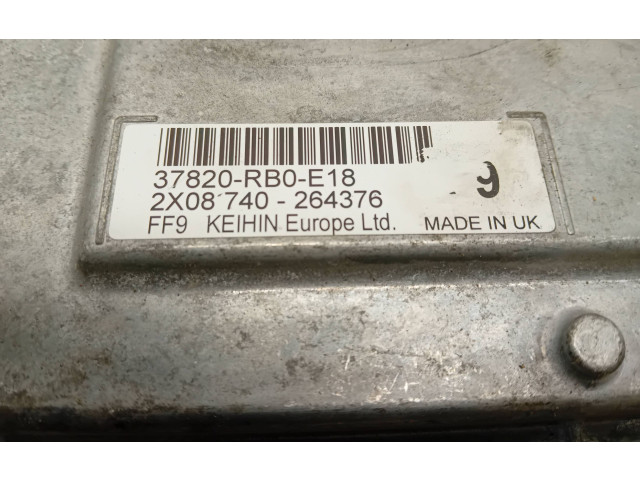 37820-RB0-E18
2X08 740 - 264376
9
FF9 KEIHIN Europe Ltd. MADE IN UK